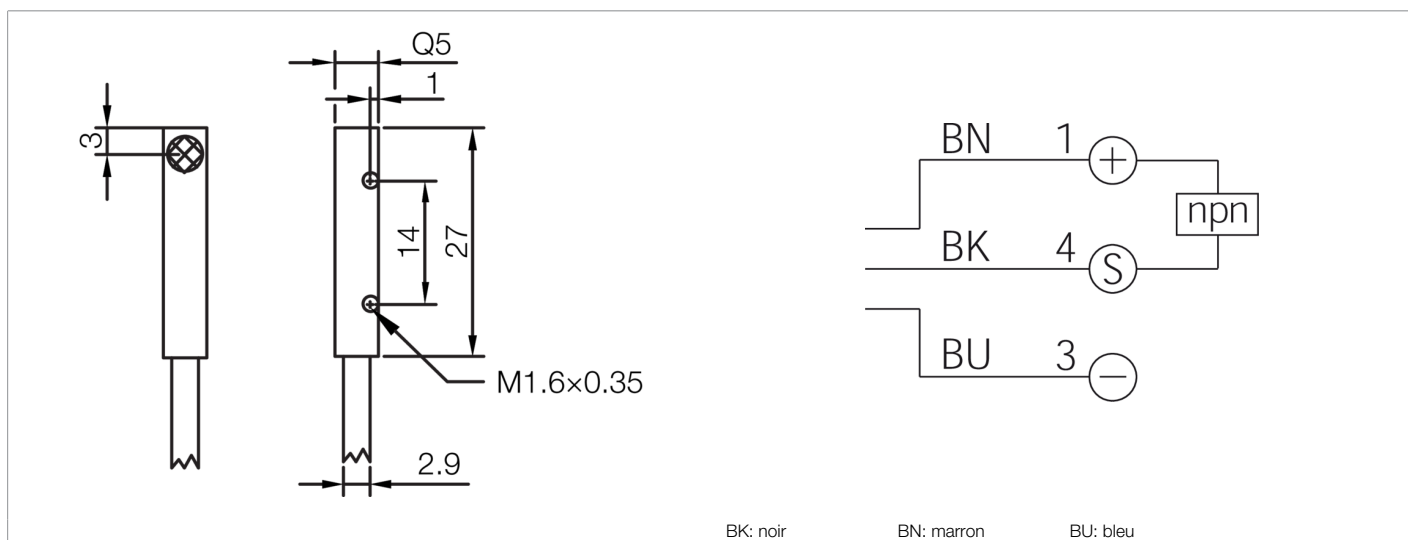 Q5
1
3
14
27
M1.6×0.35
2.9
BN 1 +
npn
BK 4 S
BU 3 −
BK: noir BN: marron BU: bleu